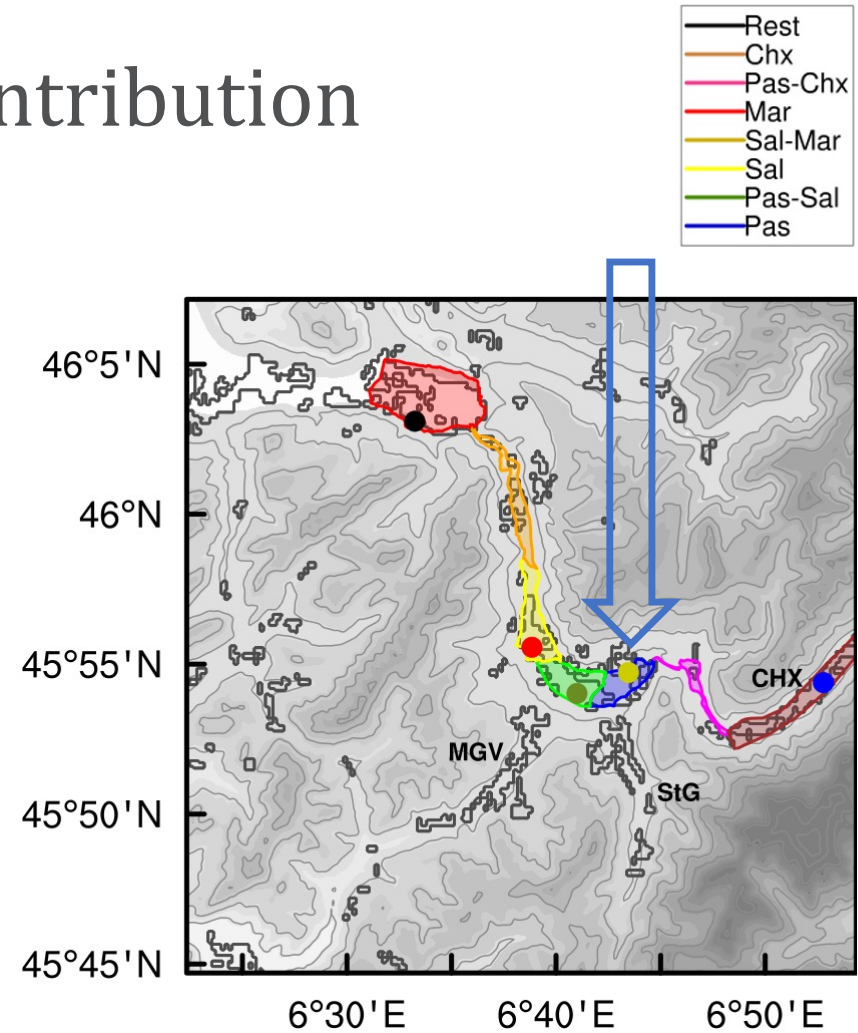 ntribution
Rest
Chx
Pas-Chx
Mar
Sal-Mar
Sal
Pas-Sal
Pas
46°5'N
46°N
45°55'N
45°50'N
45°45'N
CHX
MGV
StG
6°30'E
6°40'E
6°50'E